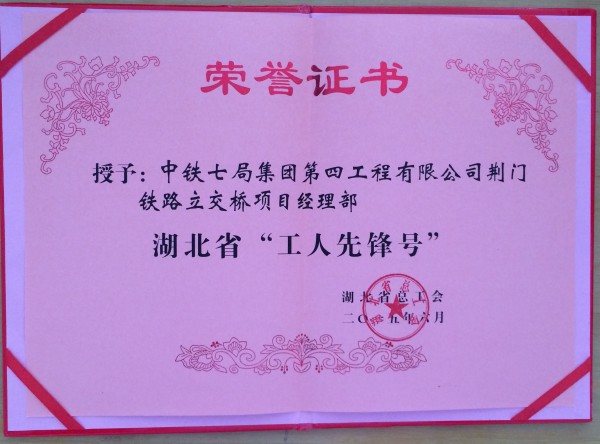 荣誉证书
授予：中铁七局集团第四工程有限公司荆门
铁路立交桥项目经理部
湖北省“工人先锋号”
湖北省总工会
二〇一五年六月